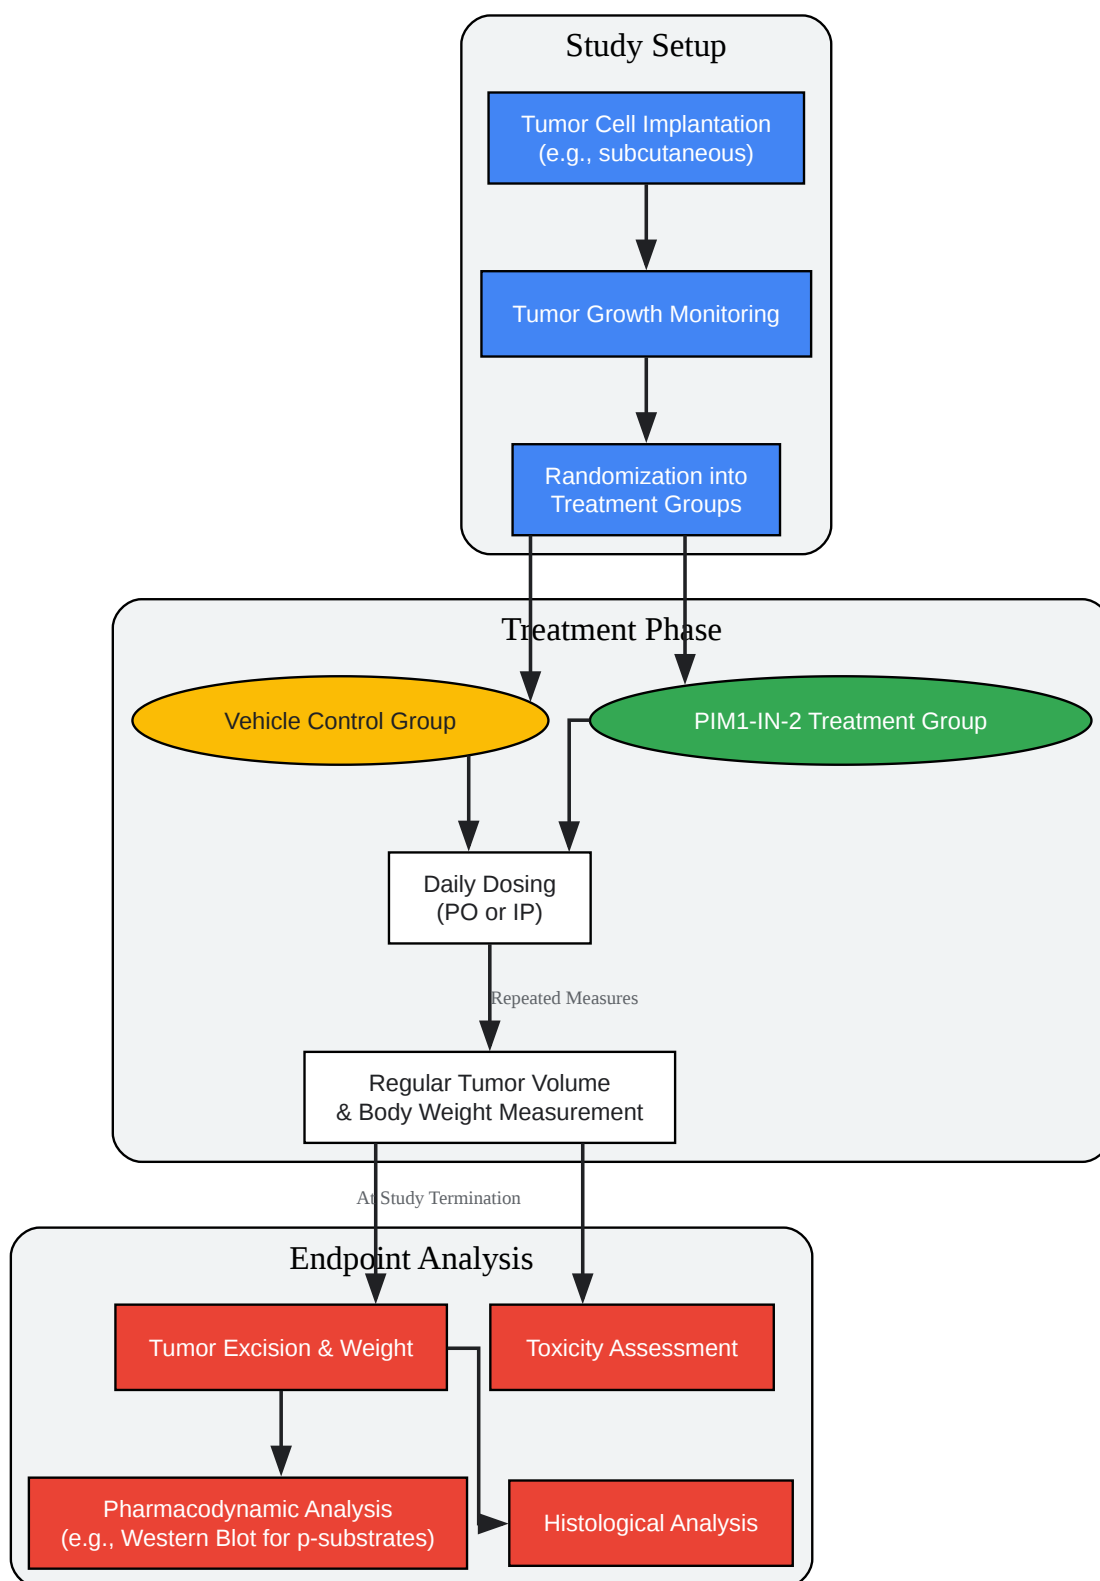 Study Setup
Tumor Cell Implantation
(e.g., subcutaneous)
Tumor Growth Monitoring
Randomization into
Treatment Groups
Treatment Phase
Vehicle Control Group
PIM1-IN-2 Treatment Group
Daily Dosing
(PO or IP)
Repeated Measures
Regular Tumor Volume
& Body Weight Measurement
At Study Termination
Endpoint Analysis
Tumor Excision & Weight
Toxicity Assessment
Pharmacodynamic Analysis
(e.g., Western Blot for p-substrates)
Histological Analysis